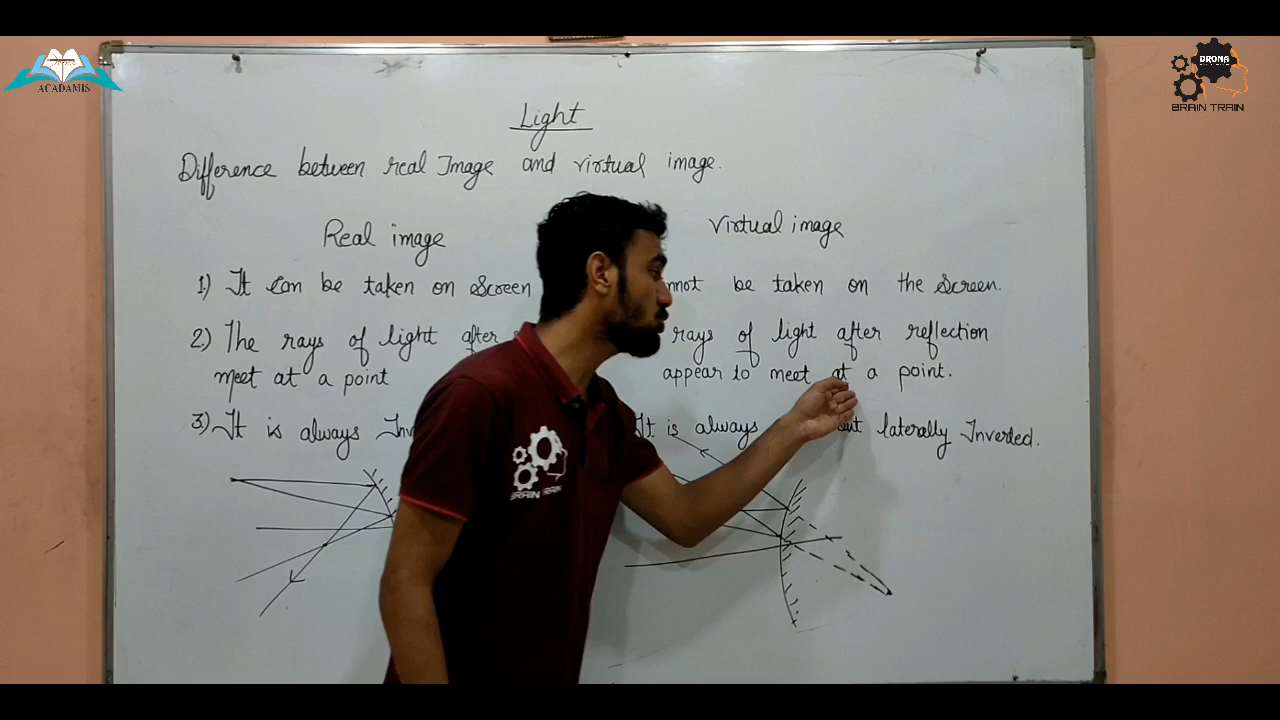 ACADAMIS
DRONA
BRAIN TRAIN
Light
Difference between real Image and virtual image.
Real image
Virtual image
1) It can be taken on screen
be taken on the screen.
2) The rays of light after
rays of light after reflection
meet at a point
appear to meet at a point.
3) It is always
It is always
laterally Inverted.
BRAIN TRAIN